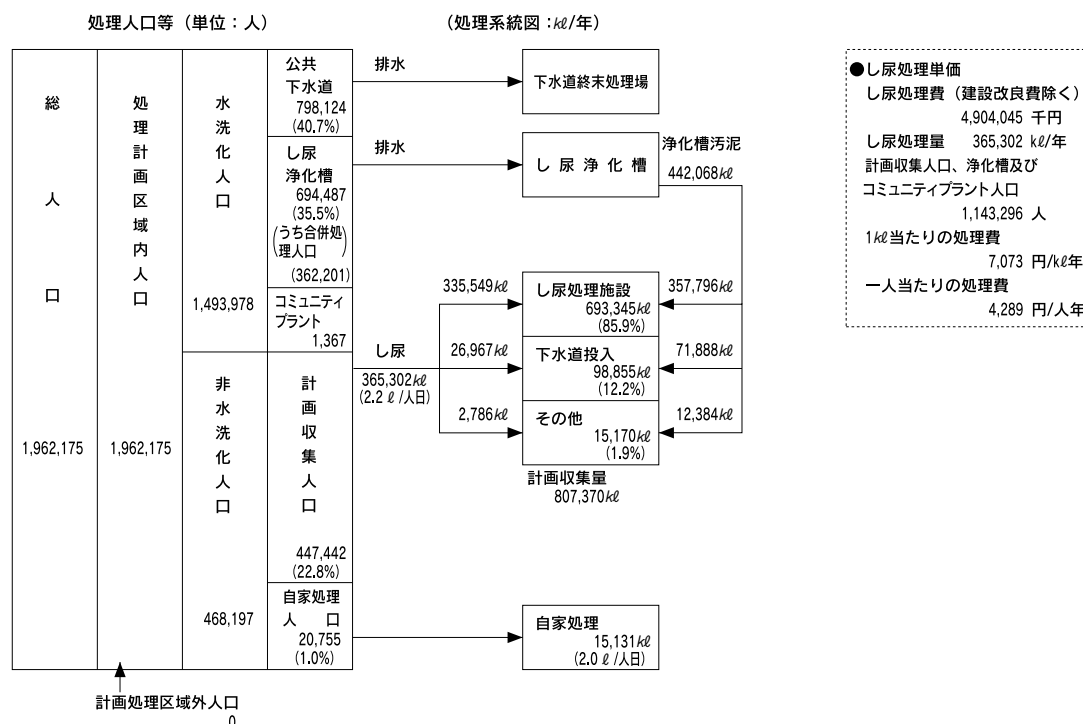 処理人口等（単位：人）
（処理系統図：kℓ/年）
総人口
1,962,175
処理計画区域内人口
1,962,175
水洗化人口
1,493,978
非水洗化人口
468,197
公共
下水道
798,124
(40.7%)
し尿
浄化槽
694,487
(35.5%)
(うち合併処
理人口)
(362,201)
コミュニティ
プラント
1,367
計画収集人口
447,442
(22.8%)
自家処理
人口
20,755
(1.0%)
計画処理区域外人口
0
排水
下水道終末処理場
排水
し尿浄化槽
浄化槽汚泥
442,068kℓ
し尿
365,302kℓ
(2.2 ℓ/人日)
335,549kℓ
26,967kℓ
2,786kℓ
し尿処理施設
693,345kℓ
(85.9%)
下水道投入
98,855kℓ
(12.2%)
その他
15,170kℓ
(1.9%)
357,796kℓ
71,888kℓ
12,384kℓ
計画収集量
807,370kℓ
自家処理
15,131kℓ
(2.0 ℓ/人日)
●し尿処理単価
し尿処理費（建設改良費除く）
4,904,045 千円
し尿処理量 365,302 kℓ/年
計画収集人口、浄化槽及び
コミュニティプラント人口
1,143,296 人
1kℓ当たりの処理費
7,073 円/kℓ年
一人当たりの処理費
4,289 円/人年